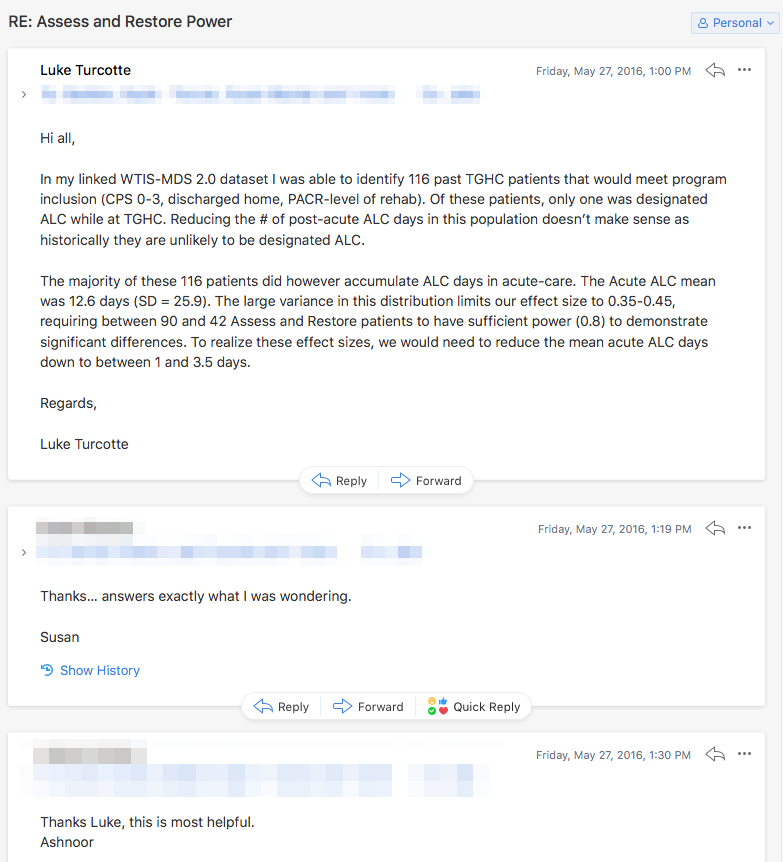 RE: Assess and Restore Power
Personal
Luke Turcotte
Friday, May 27, 2016, 1:00 PM
Hi all,
In my linked WTIS-MDS 2.0 dataset I was able to identify 116 past TGHC patients that would meet program
inclusion (CPS 0-3, discharged home, PACR-level of rehab). Of these patients, only one was designated
ALC while at TGHC. Reducing the # of post-acute ALC days in this population doesn’t make sense as
historically they are unlikely to be designated ALC.
The majority of these 116 patients did however accumulate ALC days in acute-care. The Acute ALC mean
was 12.6 days (SD = 25.9). The large variance in this distribution limits our effect size to 0.35-0.45,
requiring between 90 and 42 Assess and Restore patients to have sufficient power (0.8) to demonstrate
significant differences. To realize these effect sizes, we would need to reduce the mean acute ALC days
down to between 1 and 3.5 days.
Regards,
Luke Turcotte
Reply Forward
Friday, May 27, 2016, 1:19 PM
Thanks... answers exactly what I was wondering.
Susan
Show History
Reply Forward Quick Reply
Friday, May 27, 2016, 1:30 PM
Thanks Luke, this is most helpful.
Ashnoor